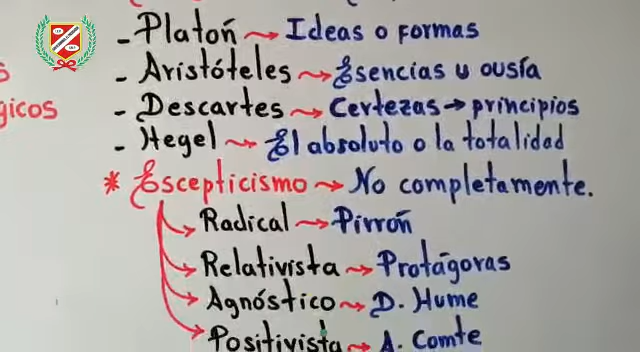 - Platón → Ideas o formas
s
- Aristóteles → Esencias u ousía
gicos
- Descartes → Certezas → principios
- Hegel → El absoluto o la totalidad
* Escepticismo → No completamente.
Radical → Pirrón
Relativista → Protágoras
Agnóstico → D. Hume
Positivista → A. Comte